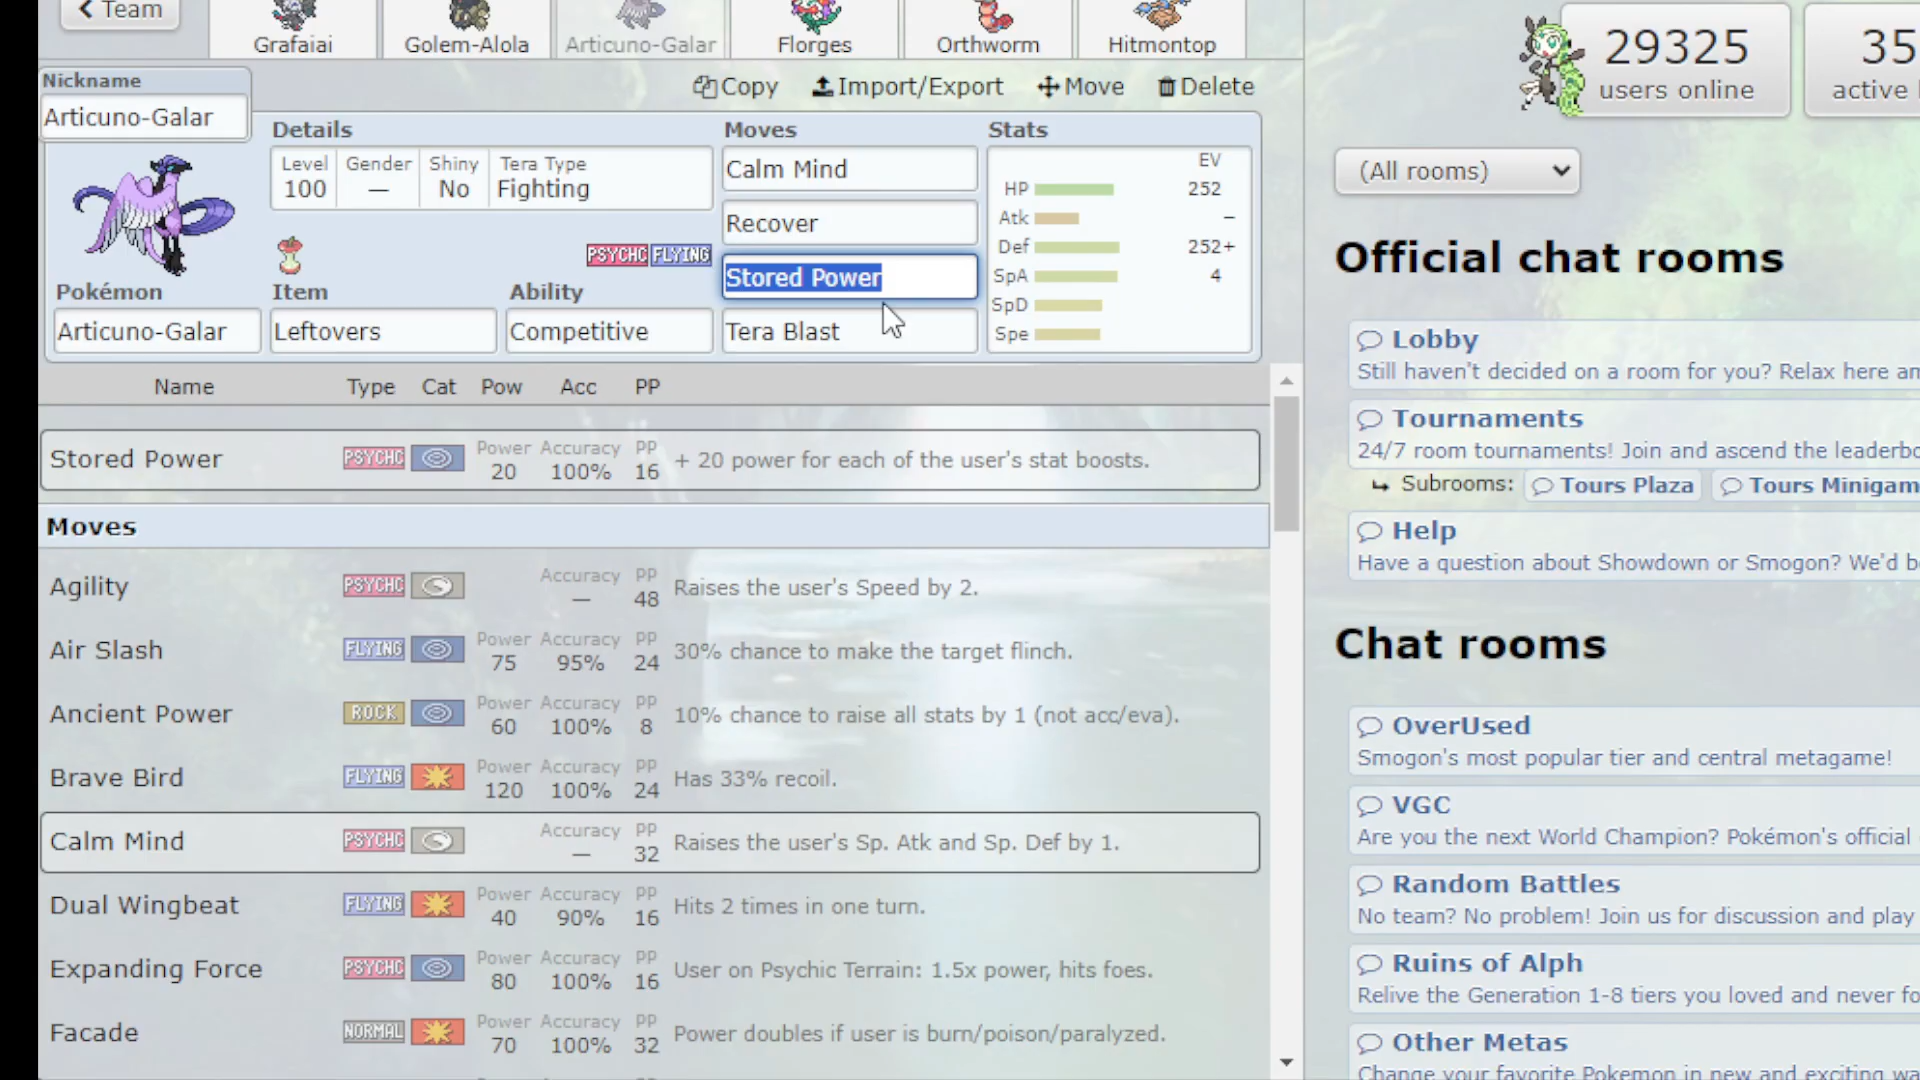 < Team
Grafaiai
Golem-Alola
Articuno-Galar
Florges
Orthworm
Hitmontop
29325
users online
35
active
Nickname
Articuno-Galar
Copy
Import/Export
Move
Delete
Details
Moves
Stats
Level
100
Gender
—
Shiny
No
Tera Type
Fighting
PSYCHC FLYING
Pokémon
Articuno-Galar
Item
Leftovers
Ability
Competitive
Calm Mind
Recover
Stored Power
Tera Blast
EV
HP 252
Atk –
Def 252+
SpA 4
SpD
Spe
Name Type Cat Pow Acc PP
Stored Power PSYCHC Power 20 Accuracy 100% PP 16 + 20 power for each of the user's stat boosts.
Moves
Agility PSYCHC Accuracy — PP 48 Raises the user's Speed by 2.
Air Slash FLYING Power 75 Accuracy 95% PP 24 30% chance to make the target flinch.
Ancient Power ROCK Power 60 Accuracy 100% PP 8 10% chance to raise all stats by 1 (not acc/eva).
Brave Bird FLYING Power 120 Accuracy 100% PP 24 Has 33% recoil.
Calm Mind PSYCHC Accuracy — PP 32 Raises the user's Sp. Atk and Sp. Def by 1.
Dual Wingbeat FLYING Power 40 Accuracy 90% PP 16 Hits 2 times in one turn.
Expanding Force PSYCHC Power 80 Accuracy 100% PP 16 User on Psychic Terrain: 1.5x power, hits foes.
Facade NORMAL Power 70 Accuracy 100% PP 32 Power doubles if user is burn/poison/paralyzed.
(All rooms)
Official chat rooms
Lobby
Still haven't decided on a room for you? Relax here
Tournaments
24/7 room tournaments! Join and ascend the
Subrooms: Tours Plaza Tours
Help
Have a question about Showdown or Smogon? We'd
Chat rooms
OverUsed
Smogon's most popular tier and central metagame!
VGC
Are you the next World Champion? Pokémon's official
Random Battles
No team? No problem! Join us for discussion and play
Ruins of Alph
Relive the Generation 1-8 tiers you loved and never
Other Metas
Change your favorite Pokemon in new and exciting